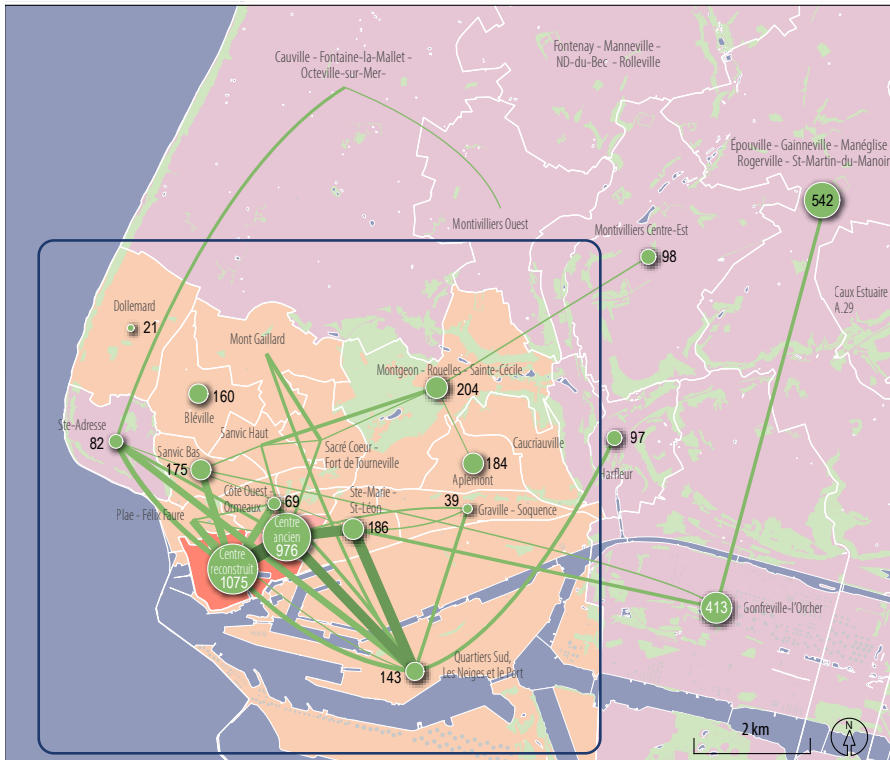 Cauville - Fontaine-la-Mallet -
Octeville-sur-Mer-
Fontenay - Manneville -
ND-du-Bec - Rolleville
Épouville - Gainneville - Manéglise
Rogerville - St-Martin-du-Manoir
542
Montivilliers Ouest
Montivilliers Centre-Est
98
Caux Estuaire
A.29
Dollemard
21
Mont Gaillard
Montgeon - Rouelles - Sainte-Cécile
204
160
Bléville
Ste-Adresse
82
Sanvic Haut
Sanvic Bas
175
Sacré Coeur -
Fort de Tourneville
Caucriauville
97
Harfleur
184
Aplemont
Côte Ouest -
Ormeaux
69
Ste-Marie -
St-Léon
186
39
Graville - Soquence
Plae - Félix Faure
Centre
ancien
976
Centre
reconstruit
1075
413
Gonfreville-l'Orcher
143
Quartiers Sud,
Les Neiges et le Port
2 km
N